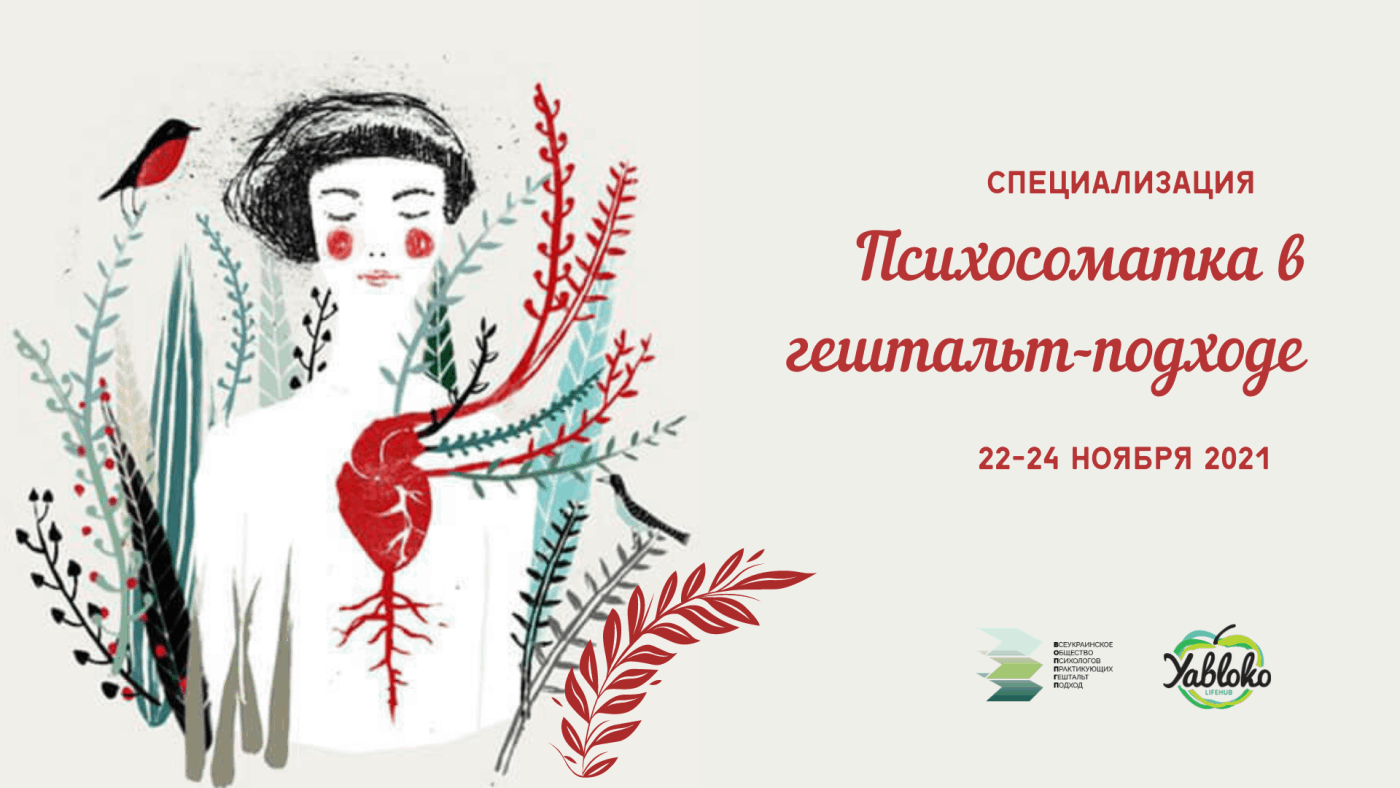 СПЕЦИАЛИЗАЦИЯ
Психосоматка в
гештальт-подходе
22-24 НОЯБРЯ 2021
ВСЕУКРАИНСКОЕ
ОБЩЕСТВО
ПСИХОЛОГОВ
ПРАКТИКУЮЩИХ
ГЕШТАЛЬТ
ПОДХОД
Yabloko
LIFEHUB